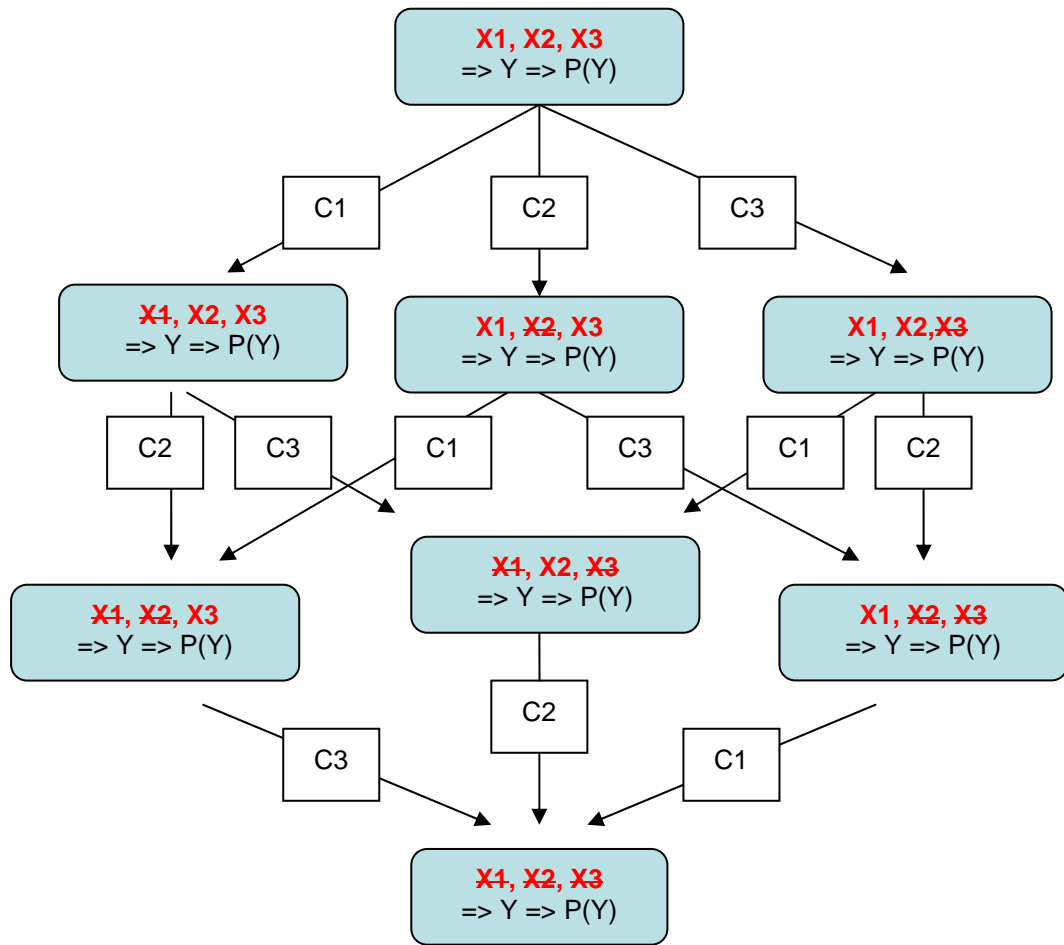 X1, X2, X3
=> Y => P(Y)
C1
C2
C3
X1, X2, X3
=> Y => P(Y)
X1, X2, X3
=> Y => P(Y)
X1, X2,X3
=> Y => P(Y)
C2
C3
C1
C3
C1
C2
X1, X2, X3
=> Y => P(Y)
X1, X2, X3
=> Y => P(Y)
X1, X2, X3
=> Y => P(Y)
C3
C2
C1
X1, X2, X3
=> Y => P(Y)